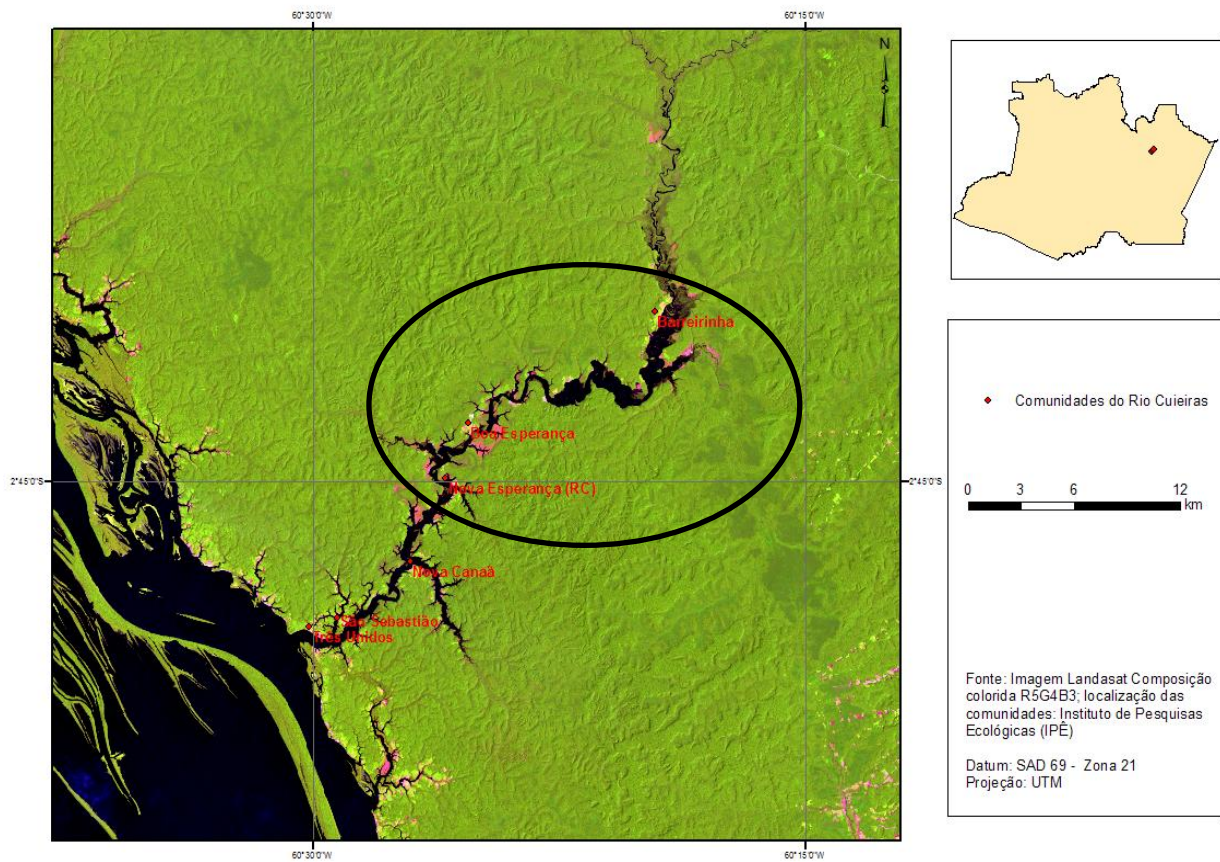 60°30'0"W
60°15'0"W
N
Barreirinha
Boa Esperança
2°45'0"S
2°45'0"S
Nova Esperança (RC)
Nova Canaã
São Sebastião
Três Unidos
60°30'0"W
60°15'0"W
Comunidades do Rio Cuieiras
0 3 6 12
km
Fonte: Imagem Landasat Composição
colorida R5G4B3; localização das
comunidades: Instituto de Pesquisas
Ecológicas (IPÊ)
Datum: SAD 69 - Zona 21
Projeção: UTM